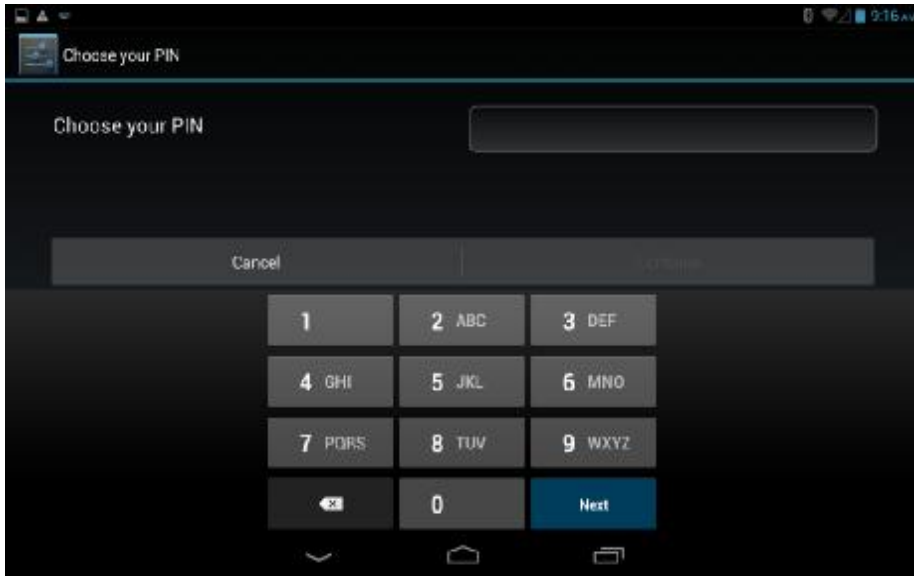 9:16 AM
Choose your PIN
Choose your PIN
Cancel
1
2 ABC
3 DEF
4 GHI
5 JKL
6 MNO
7 PQRS
8 TUV
9 WXYZ
0
Next